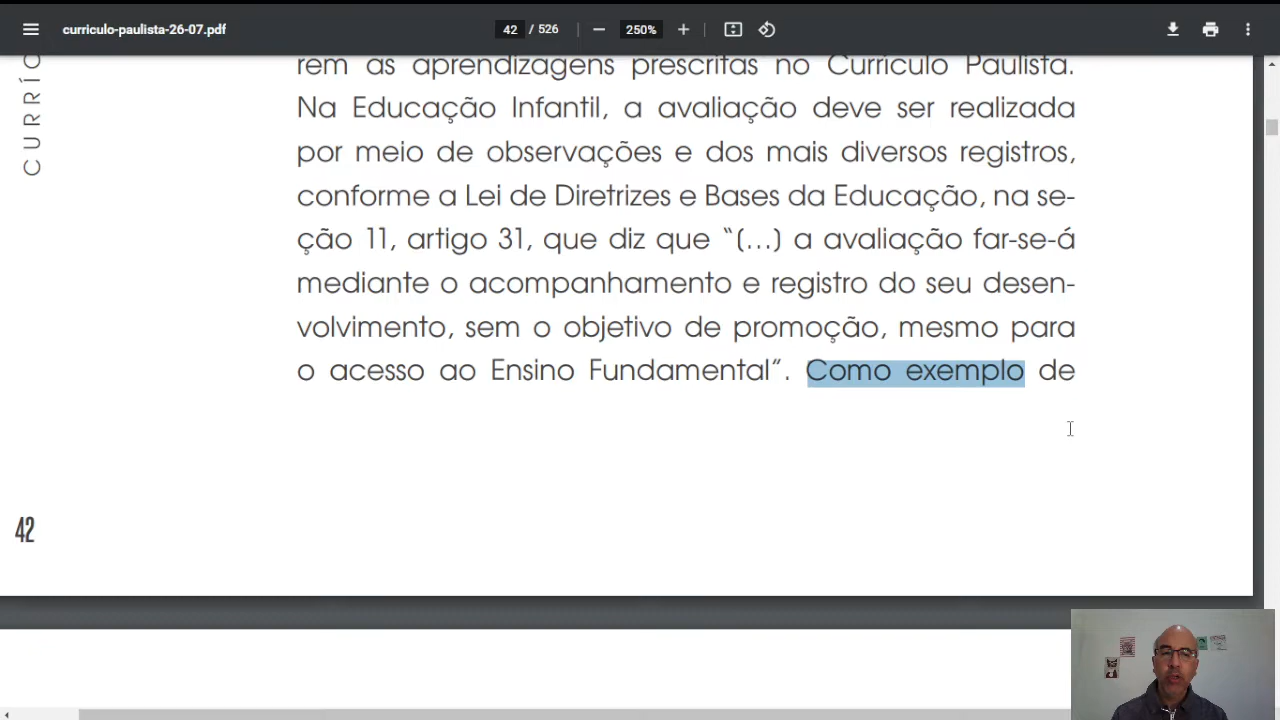 curriculo-paulista-26-07.pdf
42 / 526
250%
CURRÍC
rem as aprendizagens prescritas no Currículo Paulista.
Na Educação Infantil, a avaliação deve ser realizada
por meio de observações e dos mais diversos registros,
conforme a Lei de Diretrizes e Bases da Educação, na se-
ção 11, artigo 31, que diz que “(...) a avaliação far-se-á
mediante o acompanhamento e registro do seu desen-
volvimento, sem o objetivo de promoção, mesmo para
o acesso ao Ensino Fundamental”. Como exemplo de
42